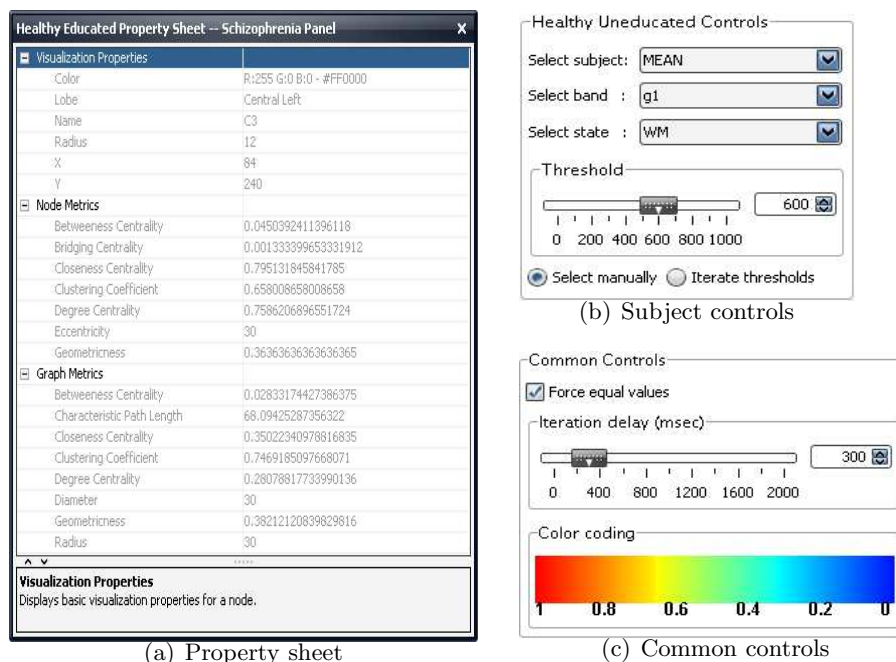 Healthy Educated Property Sheet -- Schizophrenia Panel X
Visualization Properties
Color R:255 G:0 B:0 - #FF0000
Lobe Central Left
Name C3
Radius 12
X 84
Y 240
Node Metrics
Betweeness Centrality 0.0450392411396118
Bridging Centrality 0.001333399653331912
Closeness Centrality 0.795131845841785
Clustering Coefficient 0.658008658008658
Degree Centrality 0.7586206896551724
Eccentricity 30
Geometricness 0.36363636363636365
Graph Metrics
Betweeness Centrality 0.02833174427386375
Characteristic Path Length 68.09425287356322
Closeness Centrality 0.35022340978816835
Clustering Coefficient 0.7469185097668071
Degree Centrality 0.28078817733990136
Diameter 30
Geometricness 0.38212120839829816
Radius 30
Visualization Properties
Displays basic visualization properties for a node.
(a) Property sheet
Healthy Uneducated Controls
Select subject: MEAN
Select band : g1
Select state : WM
Threshold
600
0 200 400 600 800 1000
Select manually Iterate thresholds
(b) Subject controls
Common Controls
Force equal values
Iteration delay (msec)
300
0 400 800 1200 1600 2000
Color coding
1 0.8 0.6 0.4 0.2 0
(c) Common controls